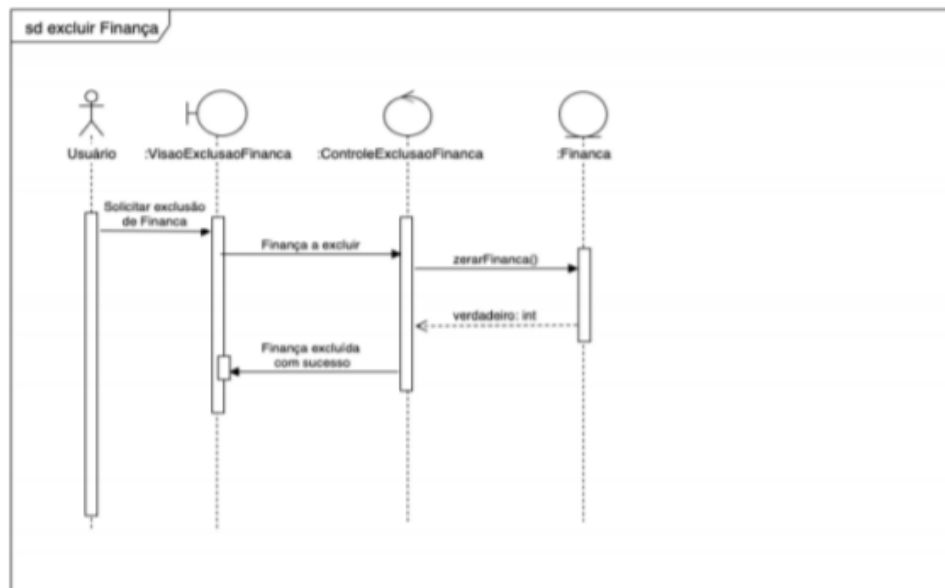 sd excluir Finança
Usuário
:VisaoExclusaoFinanca
:ControleExclusaoFinanca
:Financa
Solicitar exclusão
de Financa
Finança a excluir
zerarFinanca()
verdadeiro: int
Finança excluída
com sucesso